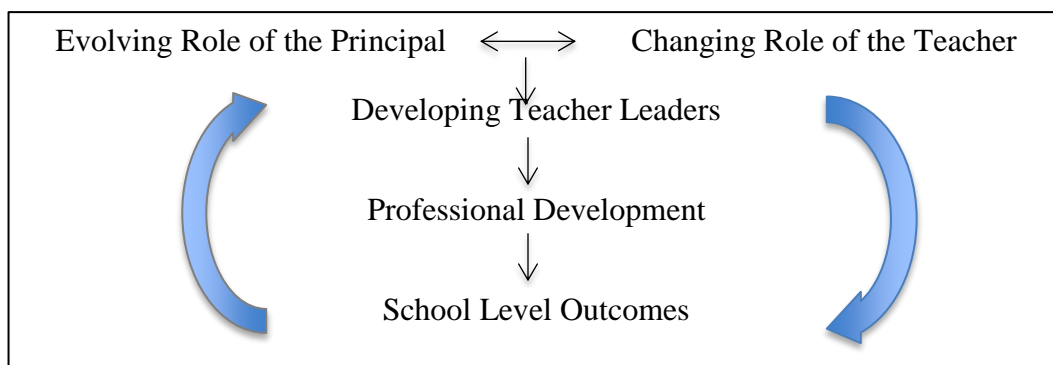 Evolving Role of the Principal Changing Role of the Teacher
Developing Teacher Leaders
Professional Development
School Level Outcomes